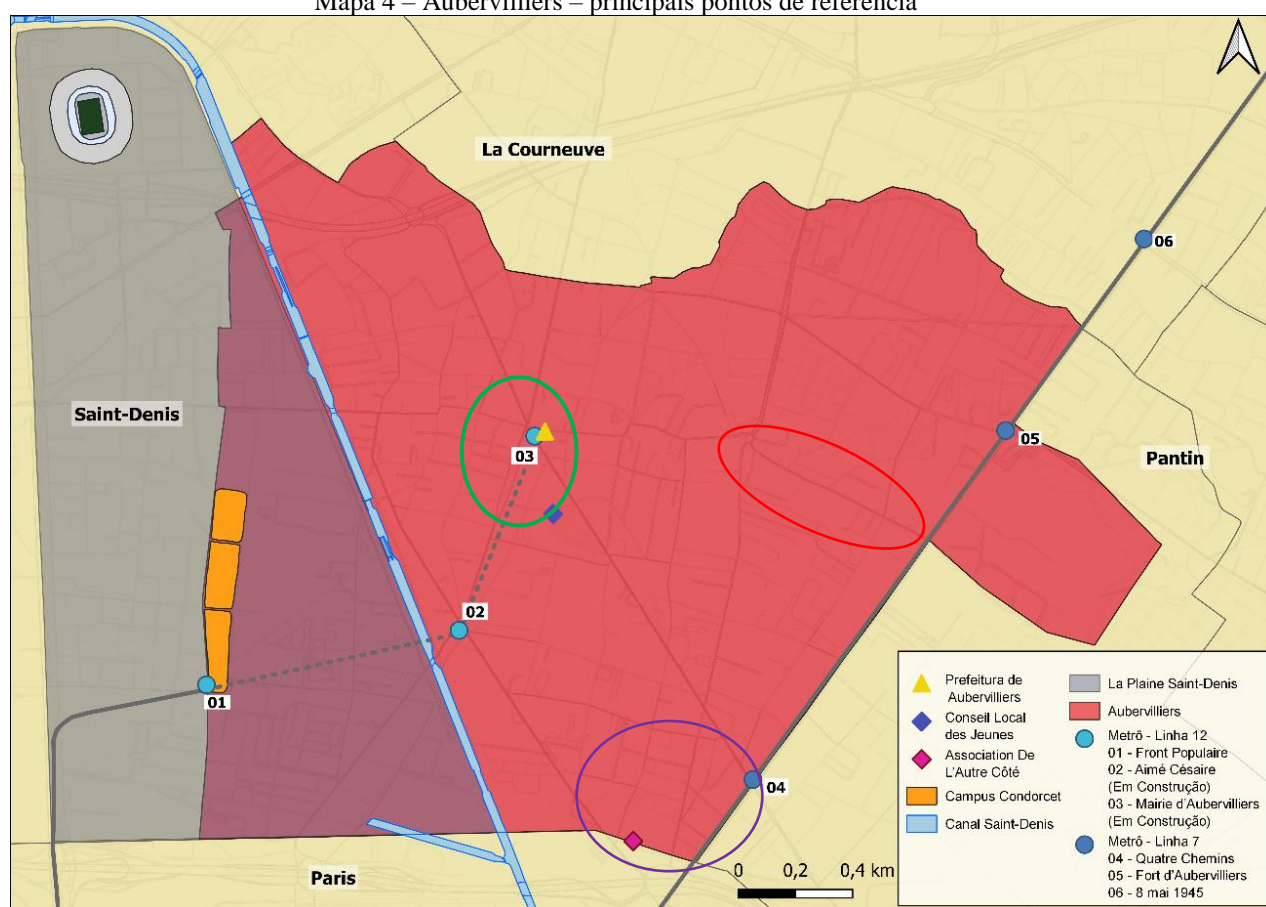 Mapa 4 – Aubervilliers – principais pontos de referência
La Courneuve
06
Saint-Denis
03
05
Pantin
02
01
04
Paris
0 0,2 0,4 km
Prefeitura de
Aubervilliers
Conseil Local
des Jeunes
Association De
L'Autre Côté
Campus Condorcet
Canal Saint-Denis
La Plaine Saint-Denis
Aubervilliers
Metrô - Linha 12
01 - Front Populaire
02 - Aimé Césaire
(Em Construção)
03 - Mairie d'Aubervilliers
(Em Construção)
Metrô - Linha 7
04 - Quatre Chemins
05 - Fort d'Aubervilliers
06 - 8 mai 1945